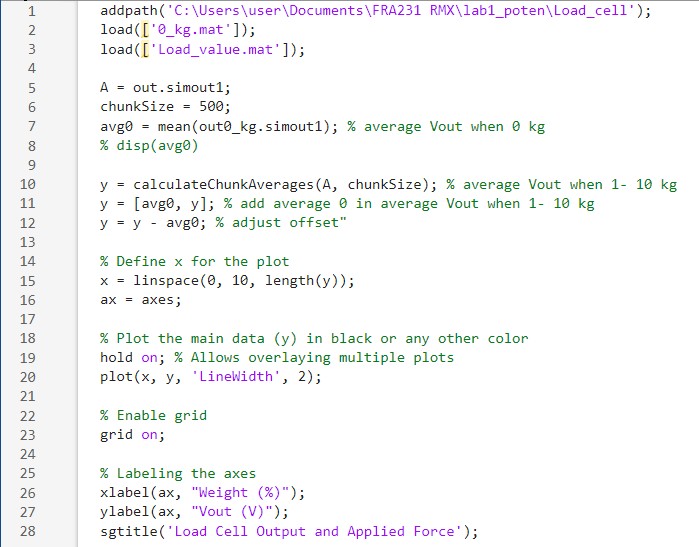 1 addpath('C:\Users\user\Documents\FRA231 RMX\lab1_poten\Load_cell');
2 load(['0_kg.mat']);
3 load(['Load_value.mat']);
4
5 A = out.simout1;
6 chunkSize = 500;
7 avg0 = mean(out0_kg.simout1); % average Vout when 0 kg
8 % disp(avg0)
9
10 y = calculateChunkAverages(A, chunkSize); % average Vout when 1- 10 kg
11 y = [avg0, y]; % add average 0 in average Vout when 1- 10 kg
12 y = y - avg0; % adjust offset"
13
14 % Define x for the plot
15 x = linspace(0, 10, length(y));
16 ax = axes;
17
18 % Plot the main data (y) in black or any other color
19 hold on; % Allows overlaying multiple plots
20 plot(x, y, 'LineWidth', 2);
21
22 % Enable grid
23 grid on;
24
25 % Labeling the axes
26 xlabel(ax, "Weight (%)");
27 ylabel(ax, "Vout (V)");
28 sgtitle('Load Cell Output and Applied Force');